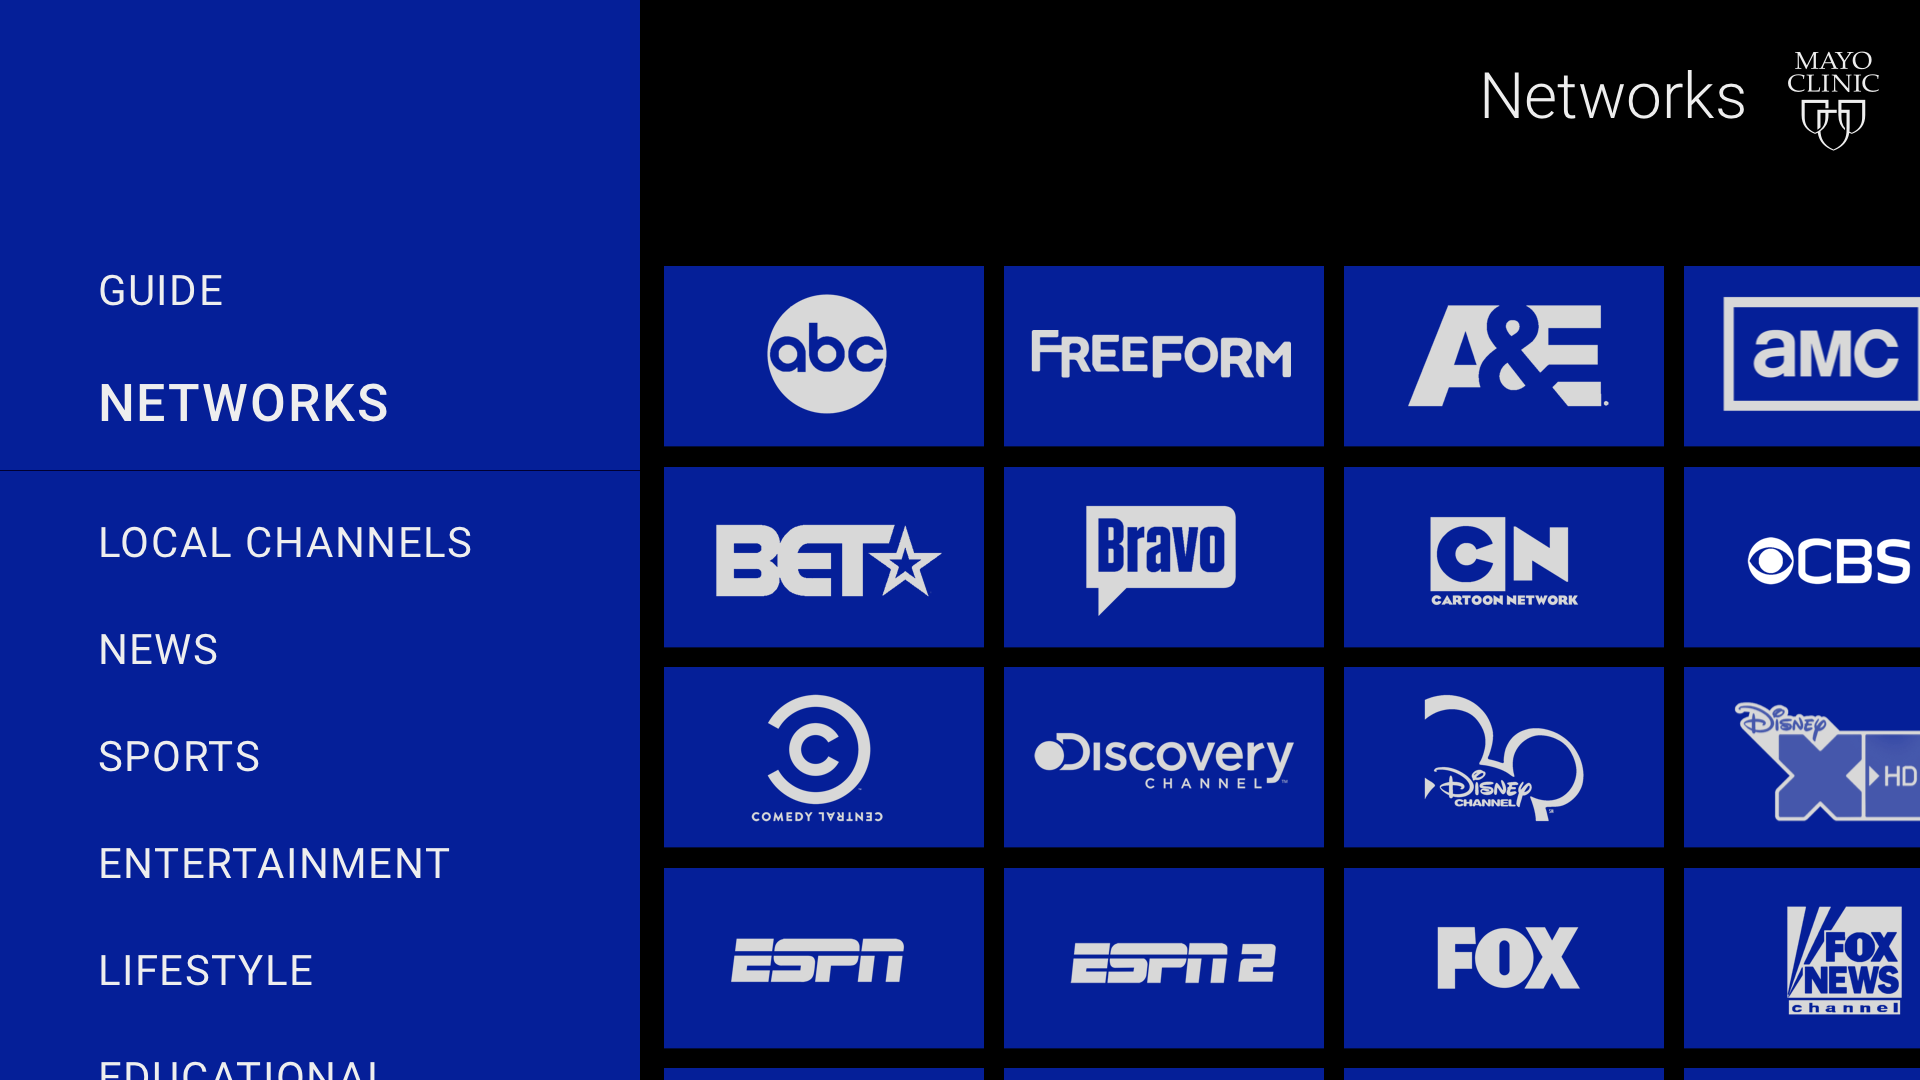 Networks
MAYO
CLINIC
GUIDE
NETWORKS
LOCAL CHANNELS
NEWS
SPORTS
ENTERTAINMENT
LIFESTYLE
EDUCATIONAL
abc
FREEFORM
A&E
aMC
BET
Bravo
CN
CARTOON NETWORK
CBS
C
COMEDY CENTRAL
DISCOVERY
CHANNEL
DISNEY
CHANNEL
DISNEY
X HD
ESPN
ESPN 2
FOX
FOX
NEWS
channel